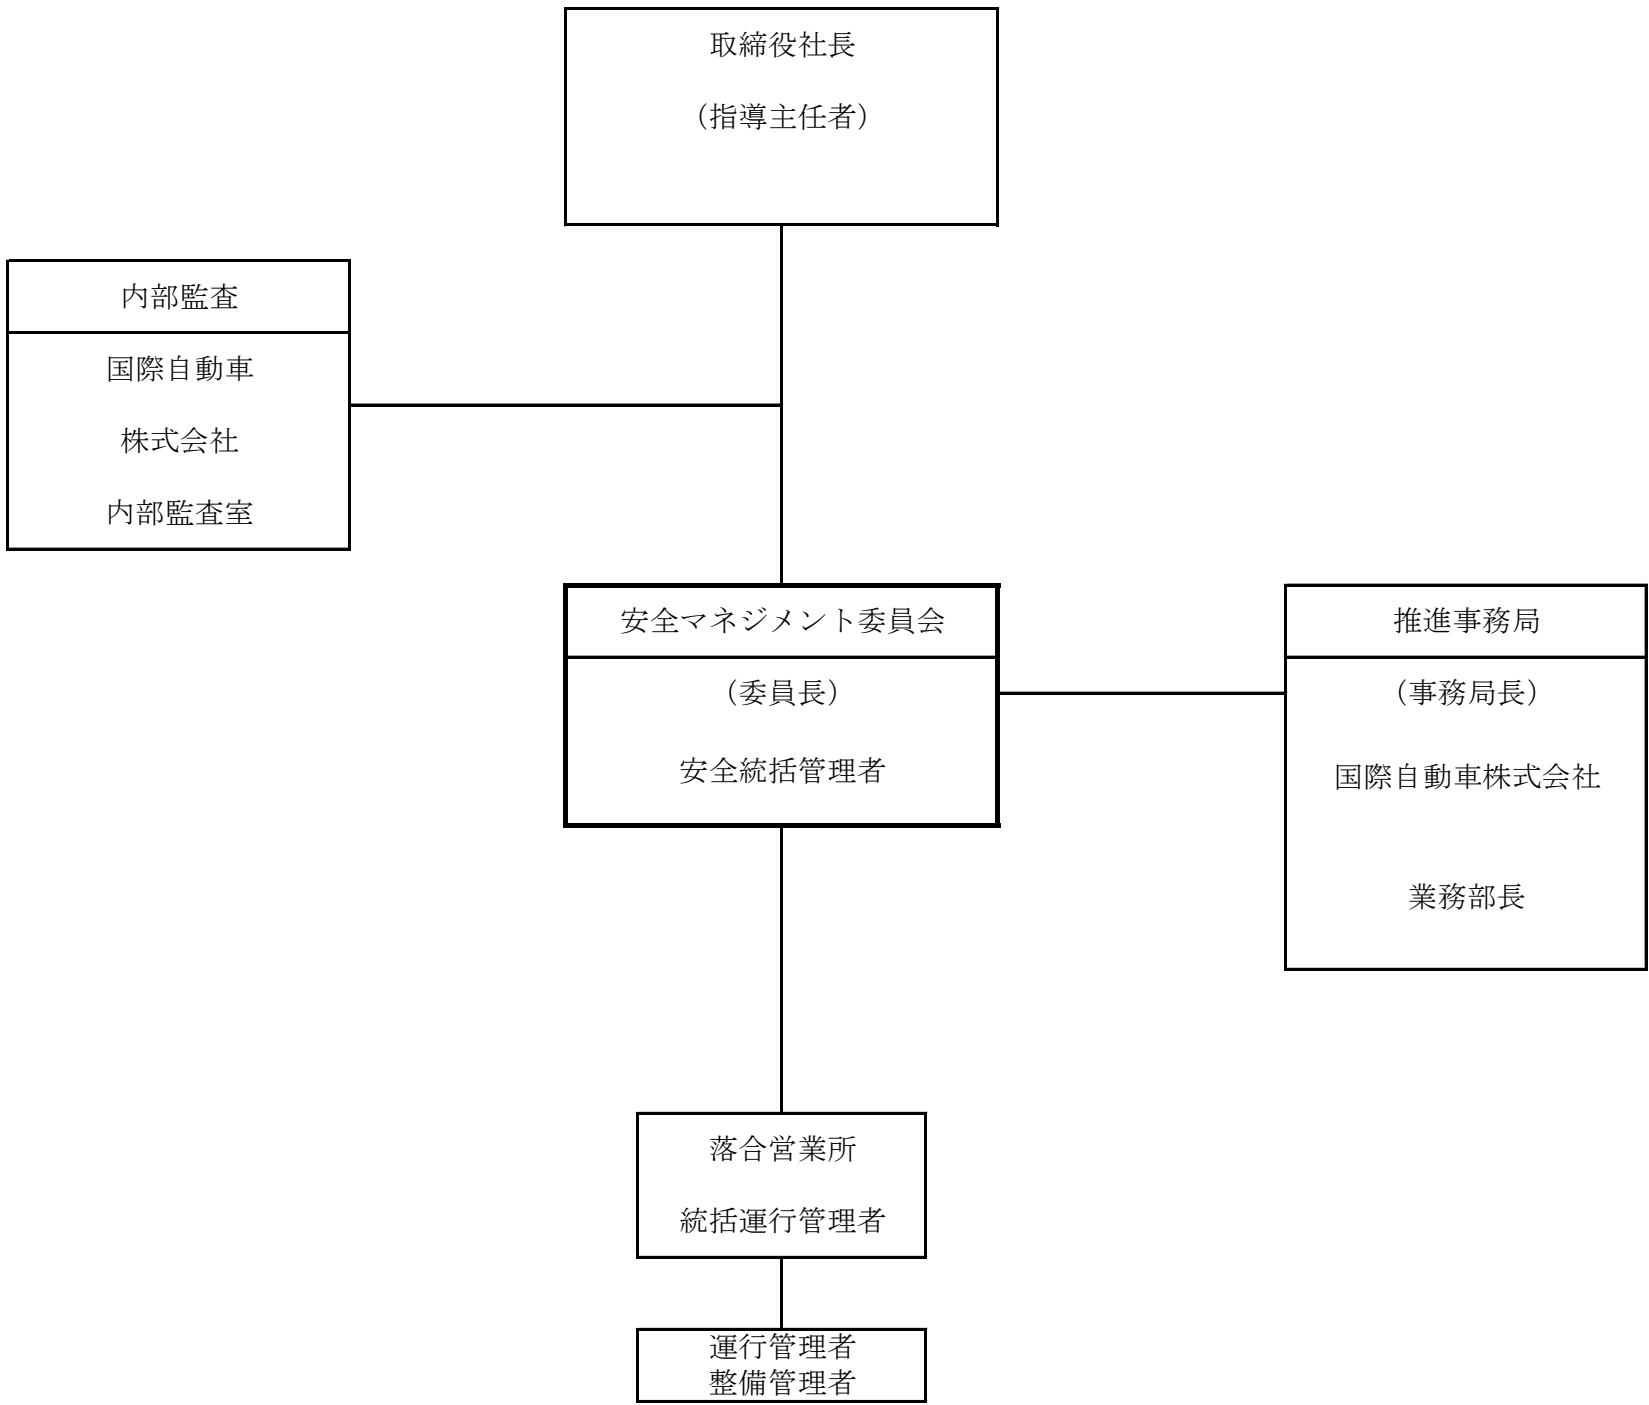 取締役社長
（指導主任者）
内部監査
国際自動車
株式会社
内部監査室
安全マネジメント委員会
（委員長）
安全統括管理者
推進事務局
（事務局長）
国際自動車株式会社
業務部長
落合営業所
統括運行管理者
運行管理者
整備管理者